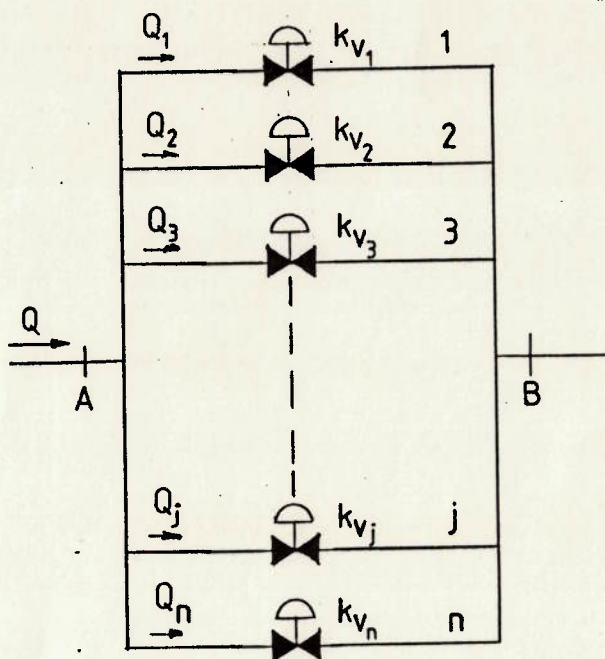 Q₁ kᵥ₁ 1
Q₂ kᵥ₂ 2
Q₃ kᵥ₃ 3
Q
A B
Qⱼ kᵥⱼ j
Qₙ kᵥₙ n